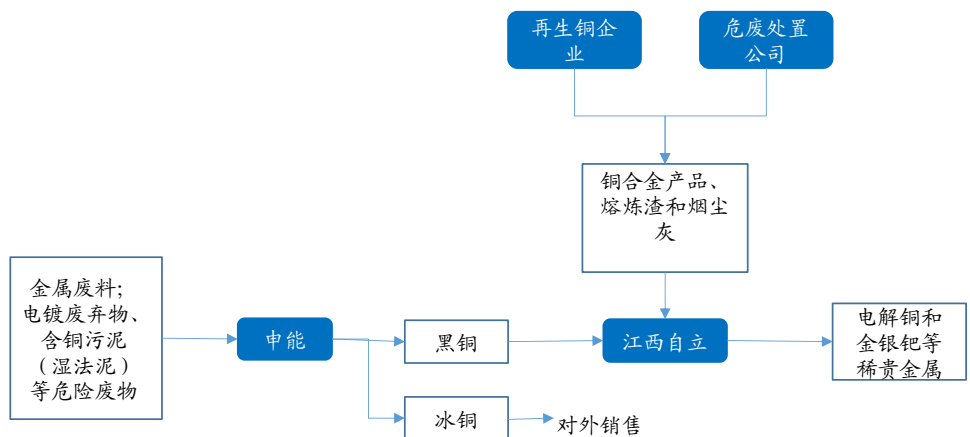 再生铜企
业
危废处置
公司
铜合金产品、
熔炼渣和烟尘
灰
金属废料；
电镀废弃物、
含铜污泥
（湿法泥）
等危险废物
申能
黑铜
江西自立
电解铜和
金银钯等
稀贵金属
冰铜
对外销售